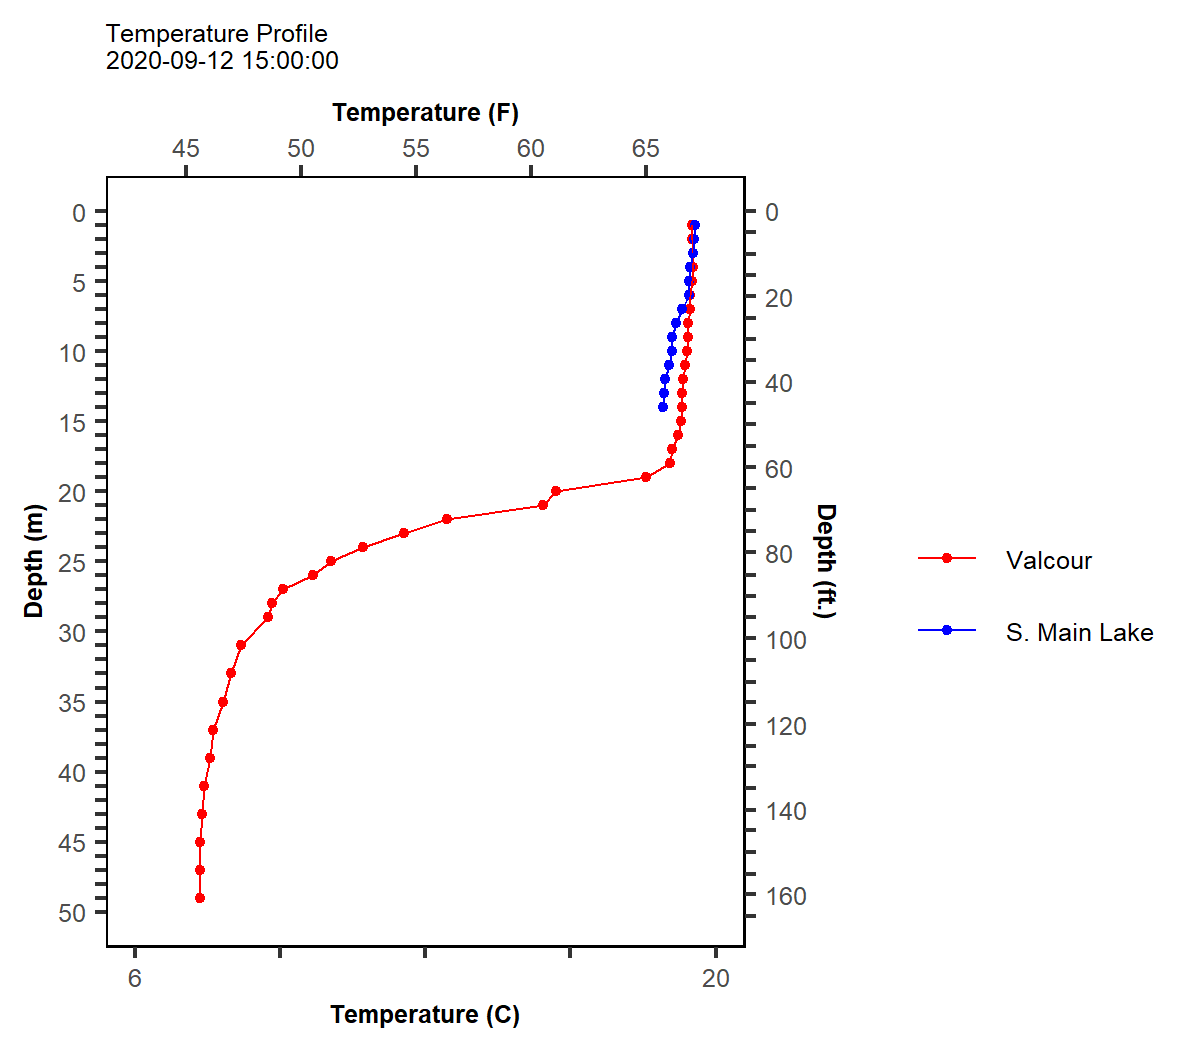 Temperature Profile
2020-09-12 15:00:00
Temperature (F)
45 50 55 60 65
0
5
10
15
20
25
30
35
40
45
50
Depth (m)
0
20
40
60
80
100
120
140
160
Depth (ft.)
Valcour
S. Main Lake
6 20
Temperature (C)